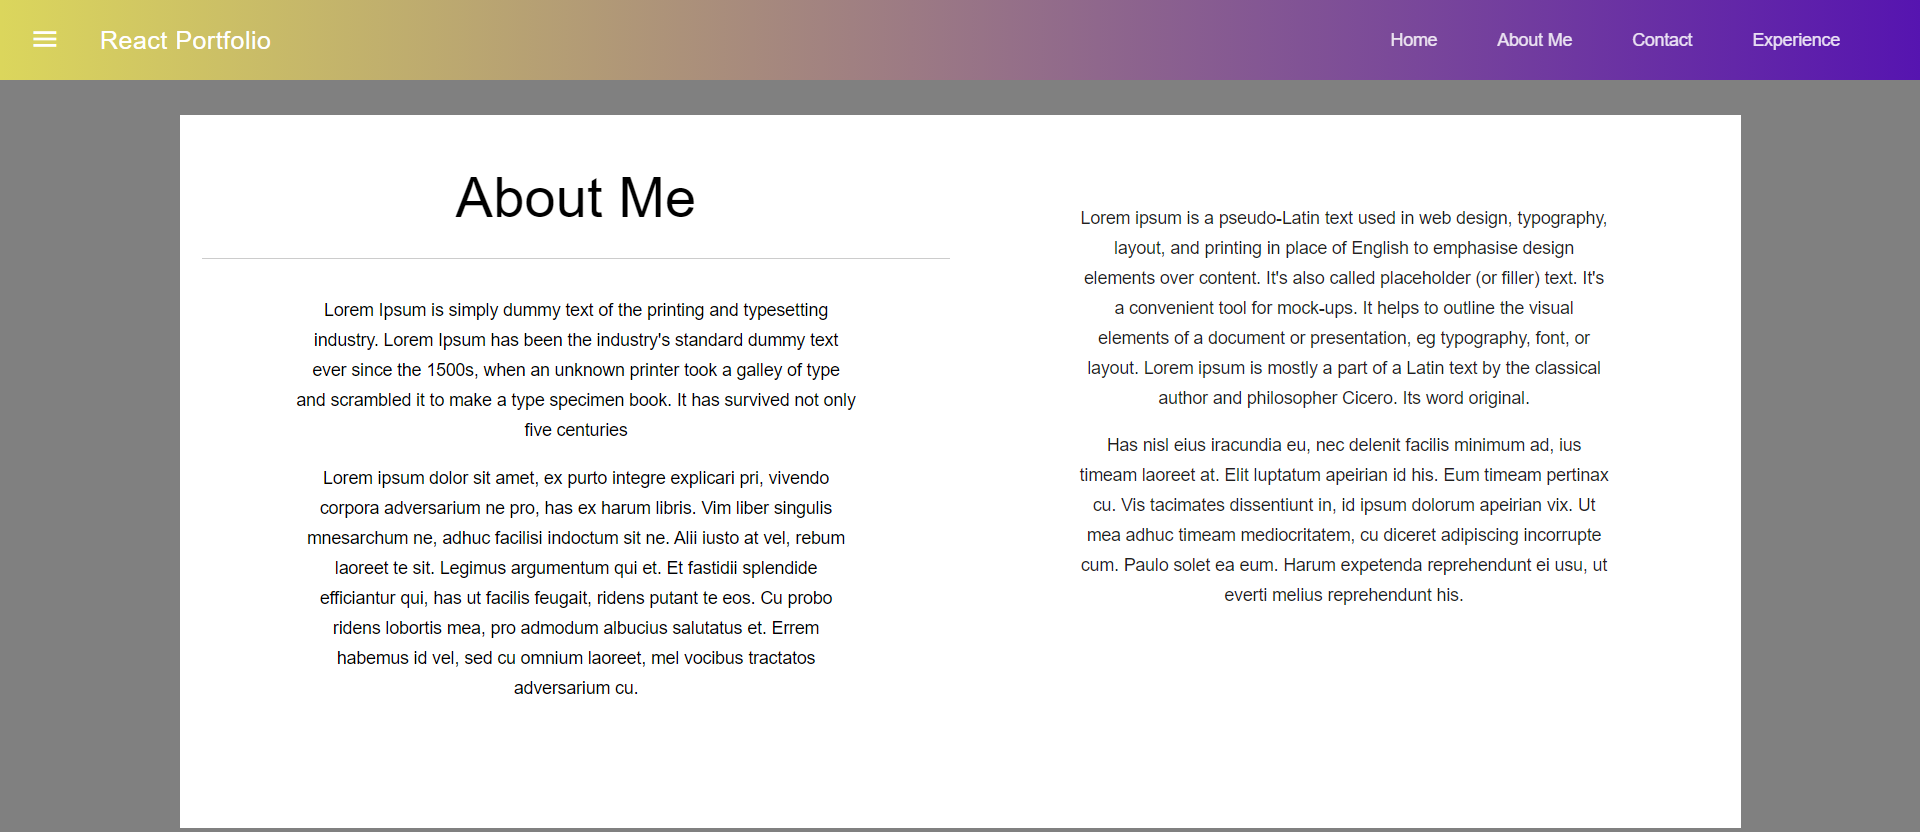 React Portfolio
Home
About Me
Contact
Experience
About Me
Lorem Ipsum is simply dummy text of the printing and typesetting
industry. Lorem Ipsum has been the industry's standard dummy text
ever since the 1500s, when an unknown printer took a galley of type
and scrambled it to make a type specimen book. It has survived not only
five centuries
Lorem ipsum dolor sit amet, ex purto integre explicari pri, vivendo
corpora adversarium ne pro, has ex harum libris. Vim liber singulis
mnesarchum ne, adhuc facilisi indoctum sit ne. Alii iusto at vel, rebum
laoreet te sit. Legimus argumentum qui et. Et fastidii splendide
efficiantur qui, has ut facilis feugait, ridens putant te eos. Cu probo
ridens lobortis mea, pro admodum albucius salutatus et. Errem
habemus id vel, sed cu omnium laoreet, mel vocibus tractatos
adversarium cu.
Lorem ipsum is a pseudo-Latin text used in web design, typography,
layout, and printing in place of English to emphasise design
elements over content. It's also called placeholder (or filler) text. It's
a convenient tool for mock-ups. It helps to outline the visual
elements of a document or presentation, eg typography, font, or
layout. Lorem ipsum is mostly a part of a Latin text by the classical
author and philosopher Cicero. Its word original.
Has nisl eius iracundia eu, nec delenit facilis minimum ad, ius
timeam laoreet at. Elit luptatum apeirian id his. Eum timeam pertinax
cu. Vis tacimates dissentiunt in, id ipsum dolorum apeirian vix. Ut
mea adhuc timeam mediocritatem, cu diceret adipiscing incorrupte
cum. Paulo solet ea eum. Harum expetenda reprehendunt ei usu, ut
everti melius reprehendunt his.